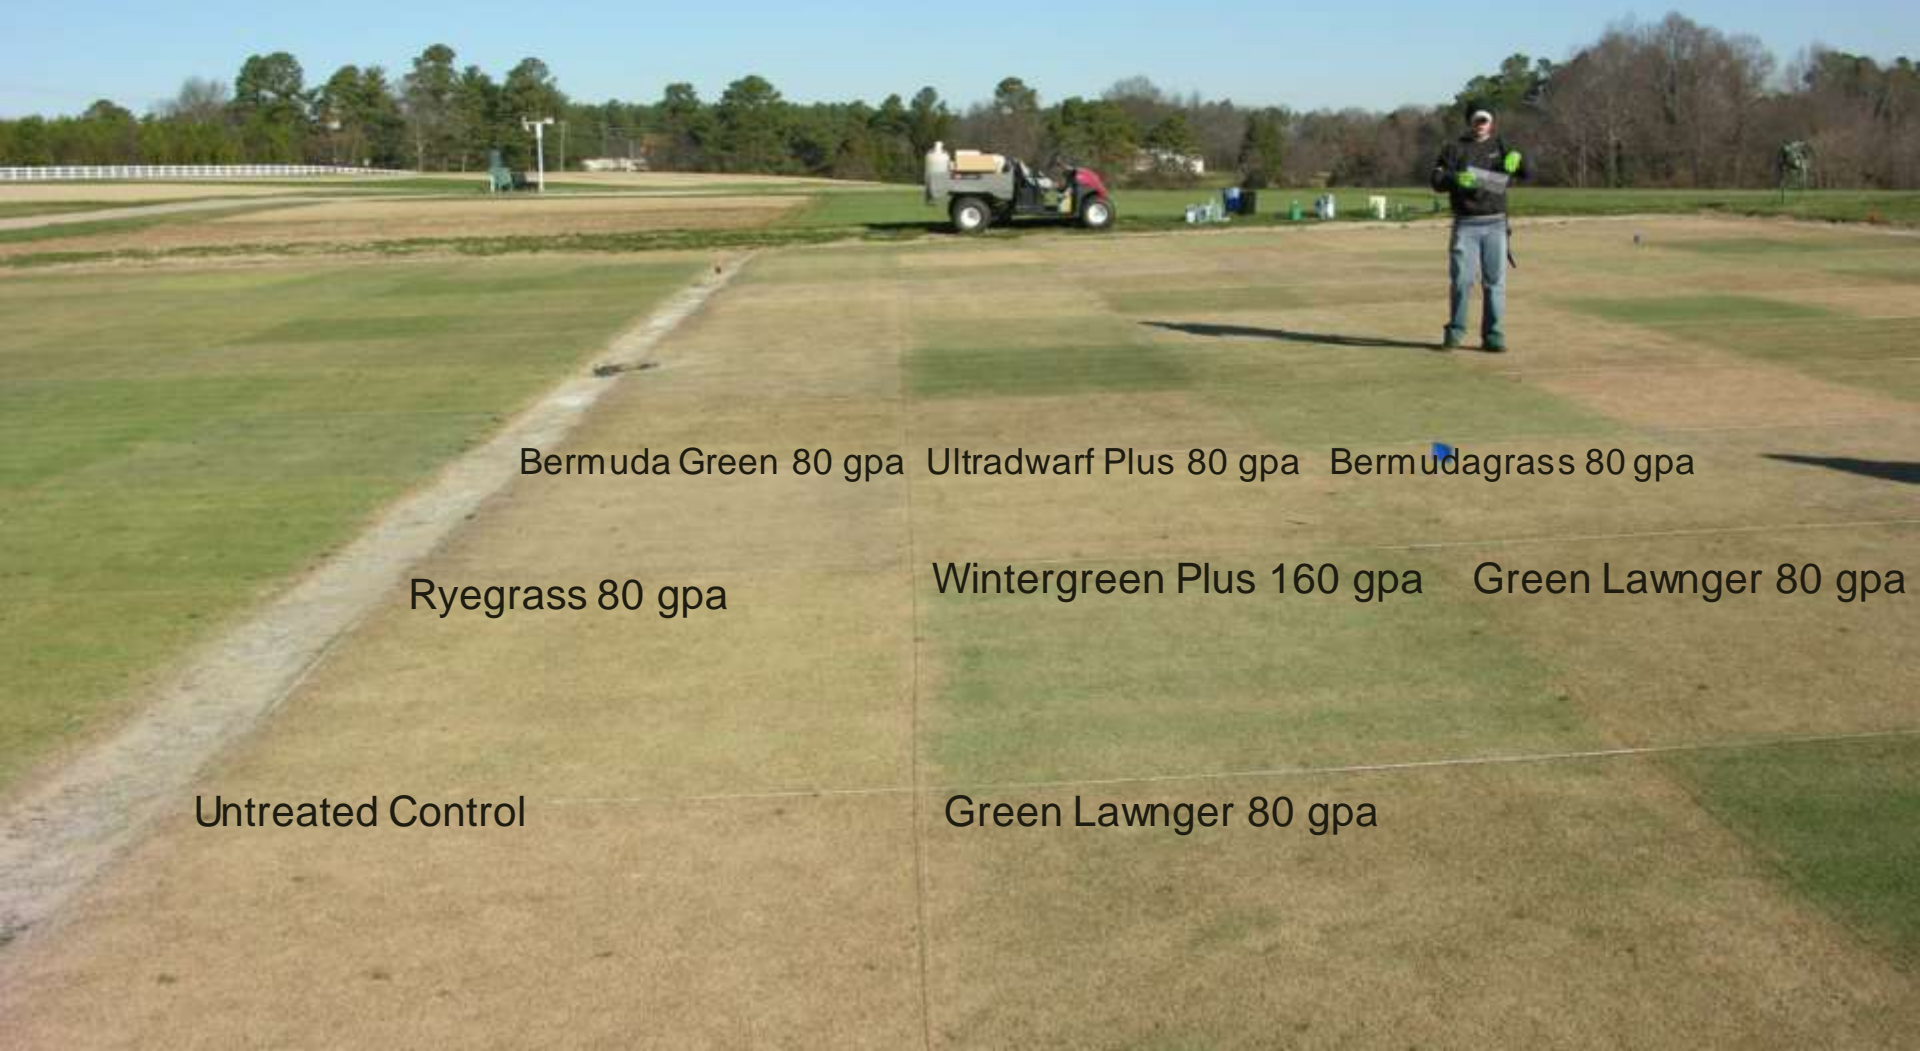 Bermuda Green 80 gpa Ultradwarf Plus 80 gpa Bermudagrass 80 gpa
Ryegrass 80 gpa Wintergreen Plus 160 gpa Green Lawnger 80 gpa
Untreated Control Green Lawnger 80 gpa